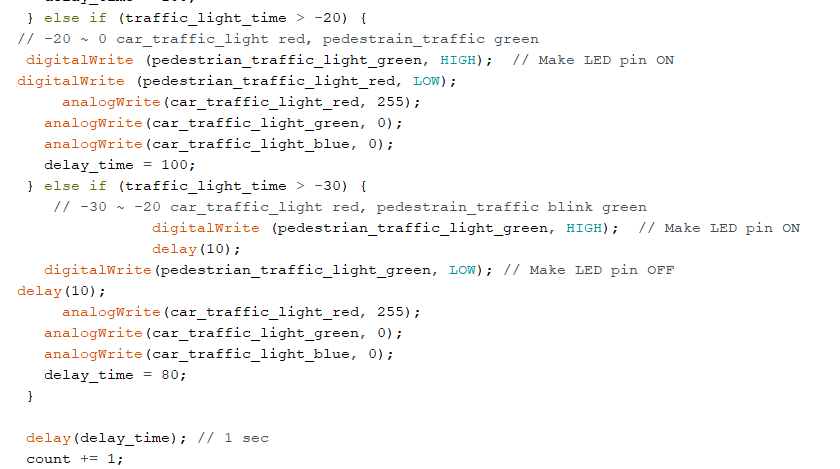 } else if (traffic_light_time > -20) {
// -20 ~ 0 car_traffic_light red, pedestrain_traffic green
digitalWrite (pedestrian_traffic_light_green, HIGH);  // Make LED pin ON
digitalWrite (pedestrian_traffic_light_red, LOW);
analogWrite(car_traffic_light_red, 255);
analogWrite(car_traffic_light_green, 0);
analogWrite(car_traffic_light_blue, 0);
delay_time = 100;
} else if (traffic_light_time > -30) {
// -30 ~ -20 car_traffic_light red, pedestrain_traffic blink green
digitalWrite (pedestrian_traffic_light_green, HIGH);  // Make LED pin ON
delay(10);
digitalWrite(pedestrian_traffic_light_green, LOW); // Make LED pin OFF
delay(10);
analogWrite(car_traffic_light_red, 255);
analogWrite(car_traffic_light_green, 0);
analogWrite(car_traffic_light_blue, 0);
delay_time = 80;
}
delay(delay_time); // 1 sec
count += 1;